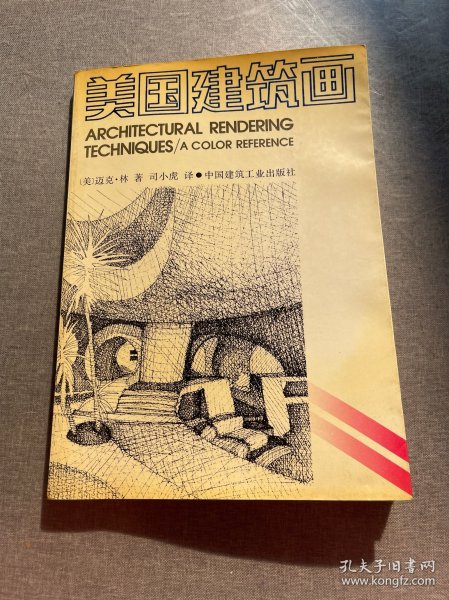 美国建筑画
ARCHITECTURAL RENDERING
TECHNIQUES/A COLOR REFERENCE
〔美〕迈克·林 著 司小虎 译●中国建筑工业出版社
孔夫子旧书网
www.kongfz.com